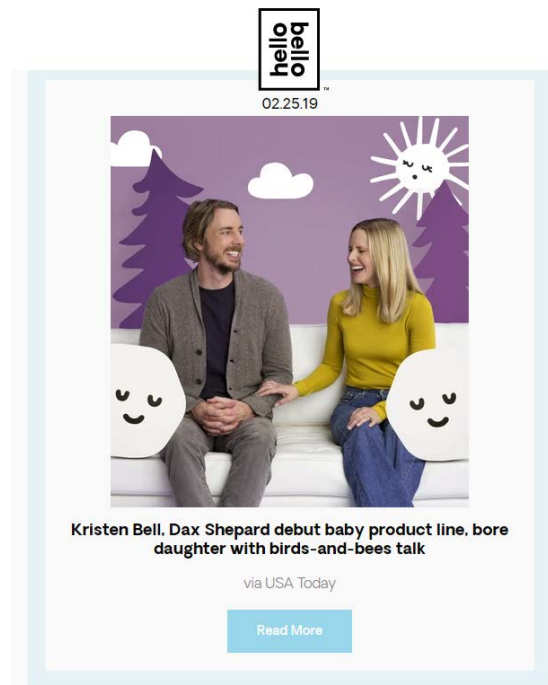 hello
bello
™
02.25.19
Kristen Bell, Dax Shepard debut baby product line, bore
daughter with birds-and-bees talk
via USA Today
Read More